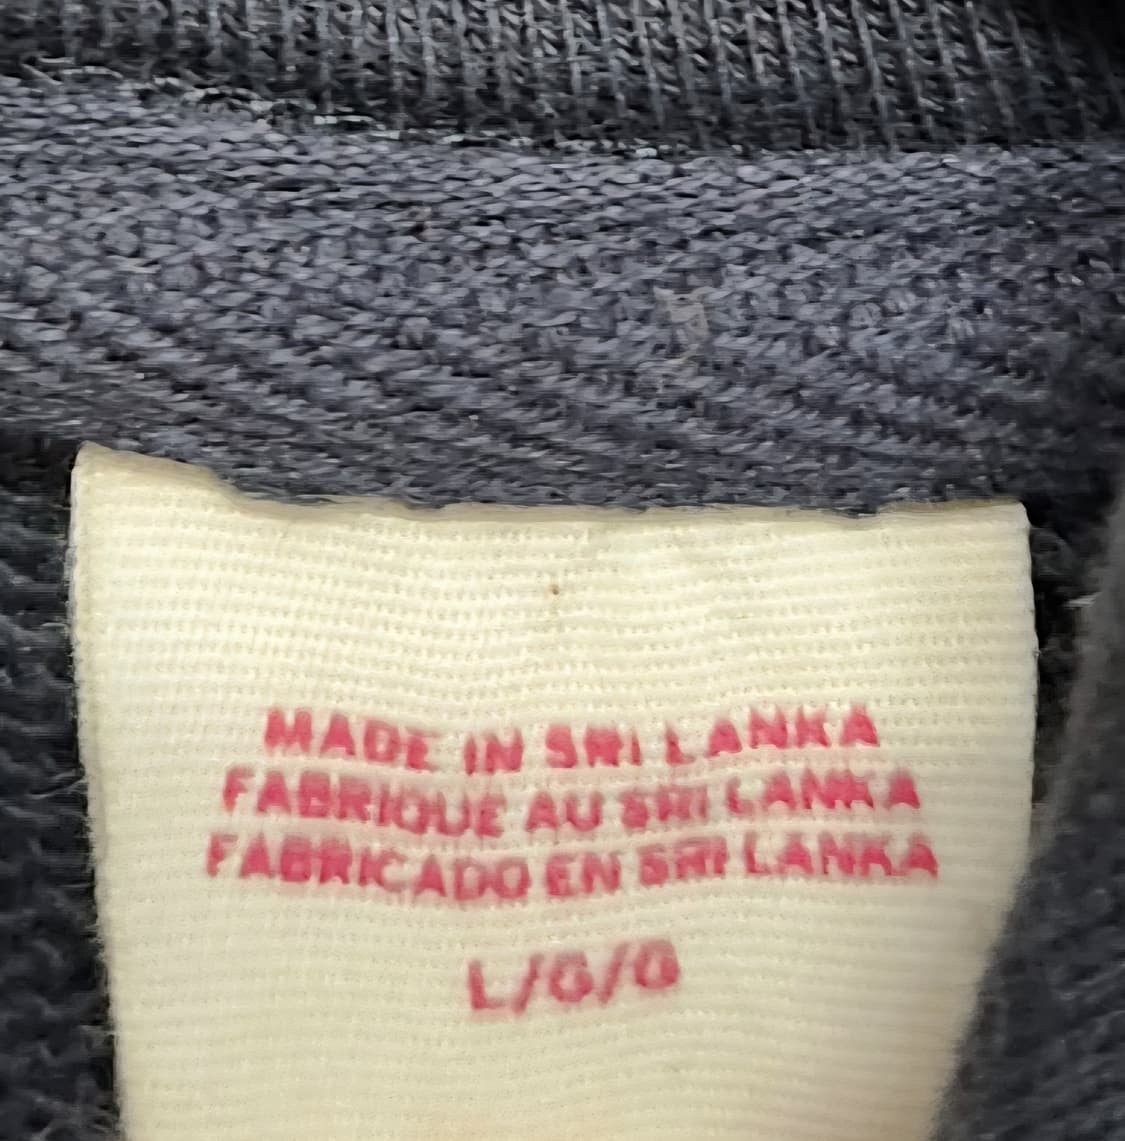 MADE IN SRI LANKA
FABRIQUE AU SRI LANKA
FABRICADO EN SRI LANKA
L/G/G